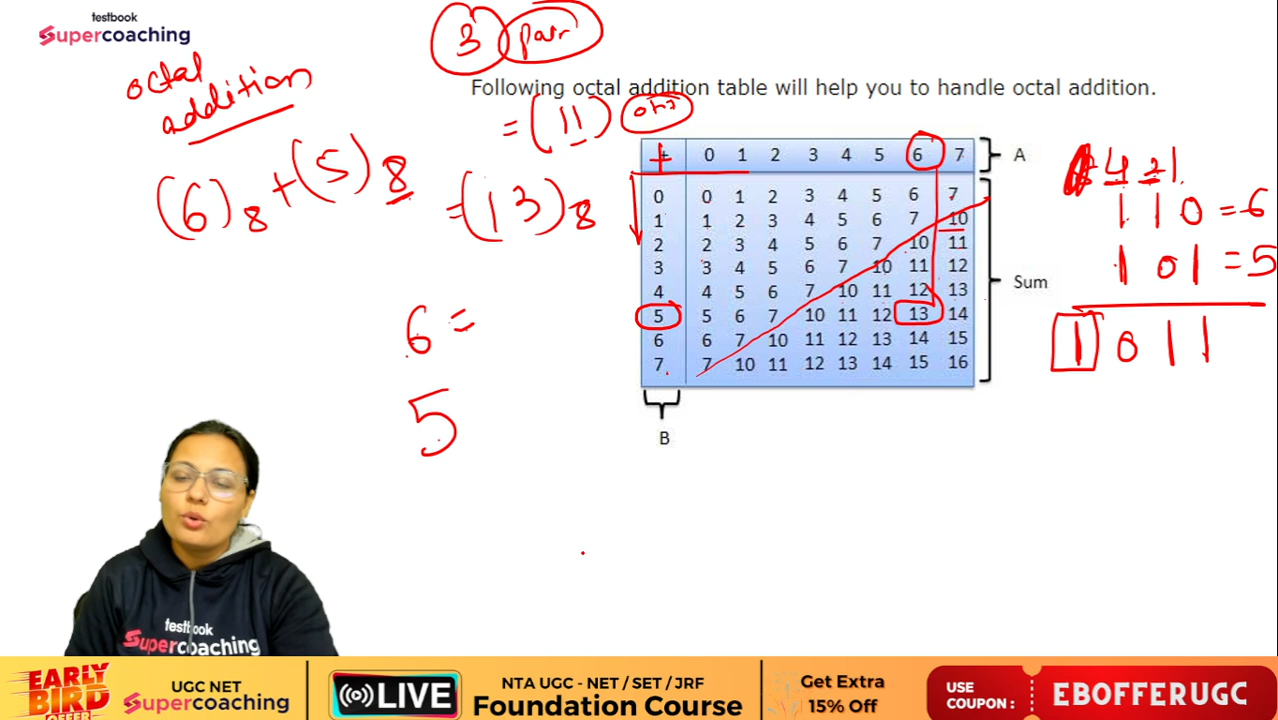 testbook
Supercoaching
3 pair
octal
addition
Following octal addition table will help you to handle octal addition.
= (11)
(6)8 + (5)8 = (13)8
+ 0 1 2 3 4 5 6 7 A
0 0 1 2 3 4 5 6 7
1 1 2 3 4 5 6 7 10
2 2 3 4 5 6 7 10 11
3 3 4 5 6 7 10 11 12
4 4 5 6 7 10 11 12 13
5 5 6 7 10 11 12 13 14
6 6 7 10 11 12 13 14 15
7 7 10 11 12 13 14 15 16
Sum
B
4 2 1
1 1 0 = 6
1 0 1 = 5
1 0 1 1
6 =
5
testbook
Supercoaching
EARLY
BIRD
OFFER
UGC NET
Supercoaching
LIVE
NTA UGC - NET / SET / JRF
Foundation Course
Get Extra
15% Off
USE
COUPON :
EBOFFERUGC